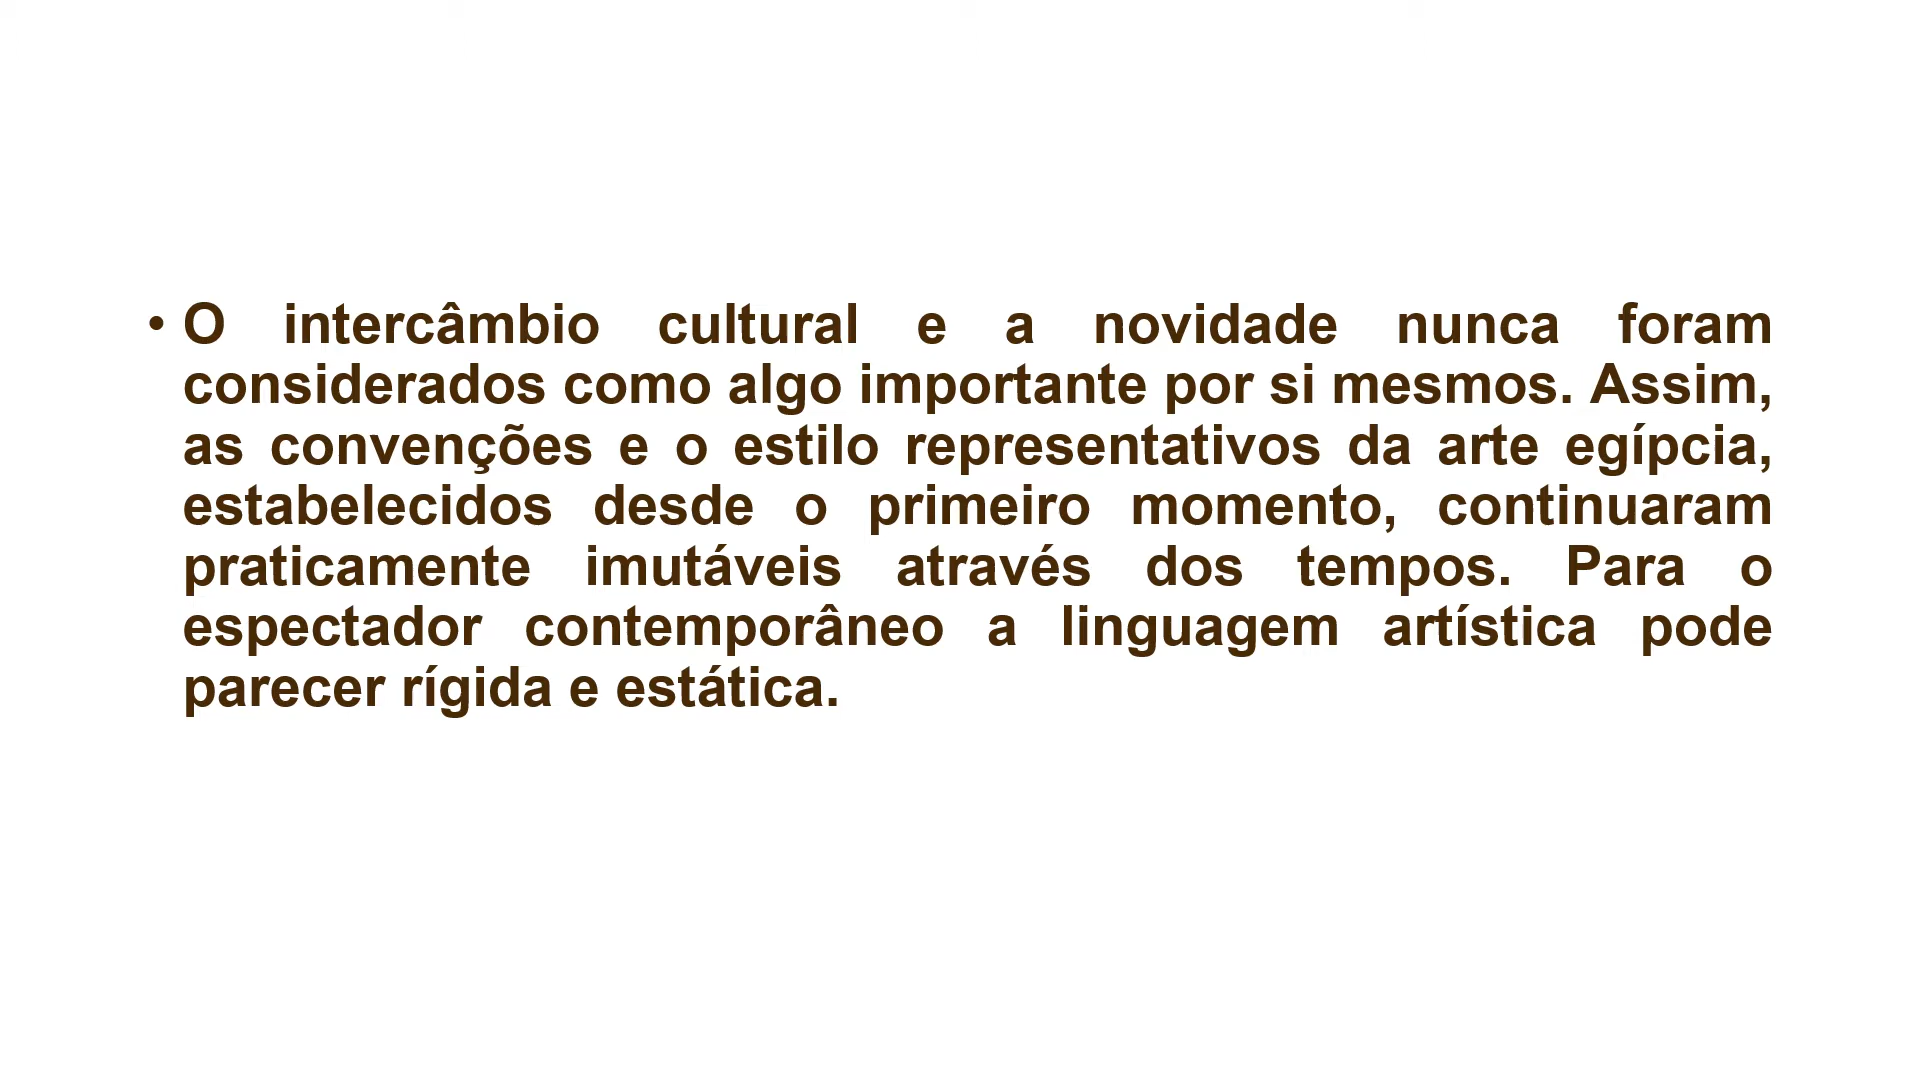 • O intercâmbio cultural e a novidade nunca foram
considerados como algo importante por si mesmos. Assim,
as convenções e o estilo representativos da arte egípcia,
estabelecidos desde o primeiro momento, continuaram
praticamente imutáveis através dos tempos. Para o
espectador contemporâneo a linguagem artística pode
parecer rígida e estática.